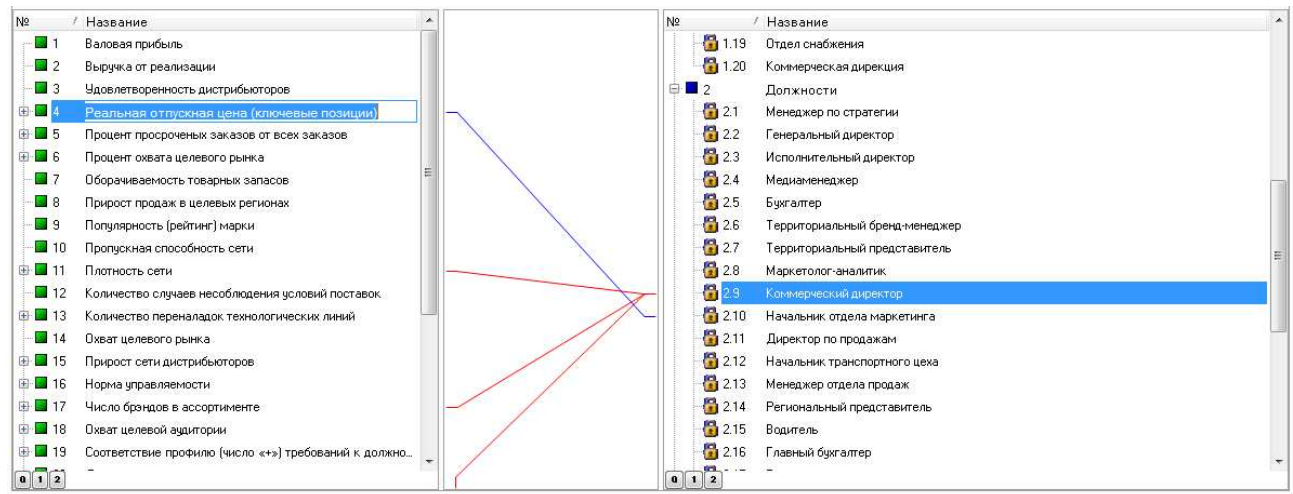 № / Название
1 Валовая прибыль
2 Выручка от реализации
3 Удовлетворенность дистрибьюторов
4 Реальная отпускная цена (ключевые позиции)
5 Процент просроченых заказов от всех заказов
6 Процент охвата целевого рынка
7 Оборачиваемость товарных запасов
8 Прирост продаж в целевых регионах
9 Популярность (рейтинг) марки
10 Пропускная способность сети
11 Плотность сети
12 Количество случаев несоблюдения условий поставок
13 Количество переналадок технологических линий
14 Охват целевого рынка
15 Прирост сети дистрибьюторов
16 Норма управляемости
17 Число брэндов в ассортименте
18 Охват целевой аудитории
19 Соответствие профилю (число «+») требований к должно...
0 1 2
№ / Название
1.19 Отдел снабжения
1.20 Коммерческая дирекция
2 Должности
2.1 Менеджер по стратегии
2.2 Генеральный директор
2.3 Исполнительный директор
2.4 Медиаменеджер
2.5 Бухгалтер
2.6 Территориальный бренд-менеджер
2.7 Территориальный представитель
2.8 Маркетолог-аналитик
2.9 Коммерческий директор
2.10 Начальник отдела маркетинга
2.11 Директор по продажам
2.12 Начальник транспортного цеха
2.13 Менеджер отдела продаж
2.14 Региональный представитель
2.15 Водитель
2.16 Главный бухгалтер
0 1 2